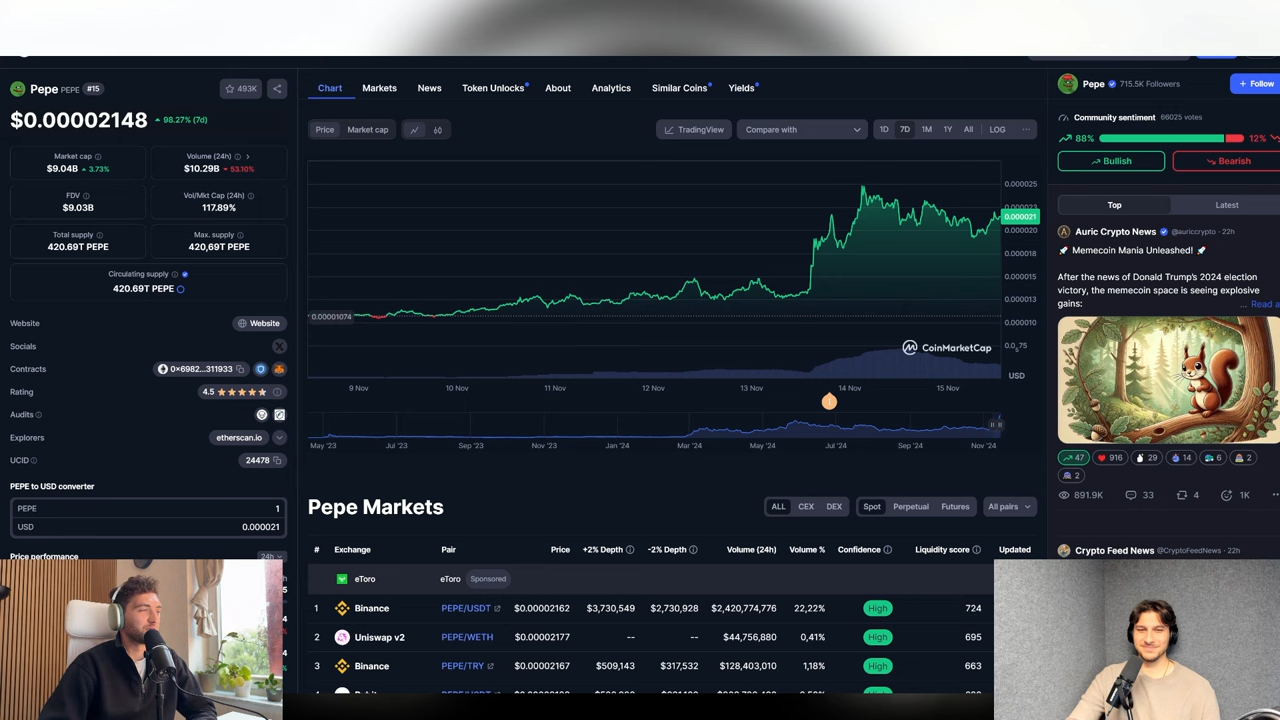 Pepe PEPE #15
493K
$0.00002148 98.27% (7d)
Market cap
$9.04B 3.73%
Volume (24h)
$10.29B 53.10%
FDV
$9.03B
Vol/Mkt Cap (24h)
117.89%
Total supply
420.69T PEPE
Max. supply
420,69T PEPE
Circulating supply
420.69T PEPE
Website
Website
Socials
Contracts
0x6982...311933
Rating
4.5
Audits
Explorers
etherscan.io
UCID
24478
PEPE to USD converter
PEPE
1
USD
0.000021
Price performance
24h
Chart Markets News Token Unlocks About Analytics Similar Coins Yields
Price Market cap
TradingView
Compare with
1D 7D 1M 1Y All LOG
0.000025
0.000023
0.000021
0.000020
0.000018
0.000015
0.000013
0.000010
0.00001074
CoinMarketCap
USD
9 Nov 10 Nov 11 Nov 12 Nov 13 Nov 14 Nov 15 Nov
May '23 Jul '23 Sep '23 Nov '23 Jan '24 Mar '24 May '24 Jul '24 Sep '24 Nov '24
Pepe Markets
ALL CEX DEX
Spot Perpetual Futures
All pairs
# Exchange Pair Price +2% Depth -2% Depth Volume (24h) Volume % Confidence Liquidity score Updated
eToro eToro Sponsored
1 Binance PEPE/USDT $0.00002162 $3,730,549 $2,730,928 $2,420,774,776 22,22% High 724
2 Uniswap v2 PEPE/WETH $0.00002177 -- -- $44,756,880 0,41% High 695
3 Binance PEPE/TRY $0.00002167 $509,143 $317,532 $128,403,010 1,18% High 663
Pepe 715.5K Followers
+ Follow
Community sentiment 66025 votes
88%
12%
Bullish
Bearish
Top
Latest
Auric Crypto News @auriccrypto · 22h
🚀 Memecoin Mania Unleashed! 🚀
After the news of Donald Trump's 2024 election
victory, the memecoin space is seeing explosive
gains:
... Read
47 916 29 14 6 2
2
891.9K 33 4 1K
Crypto Feed News @CryptoFeedNews · 22h